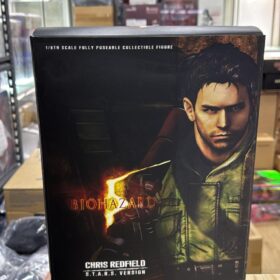 1/6TH SCALE FULLY POSEABLE COLLECTIBLE FIGURE
BIOHAZARD
5
CHRIS REDFIELD
S.T.A.R.S. VERSION